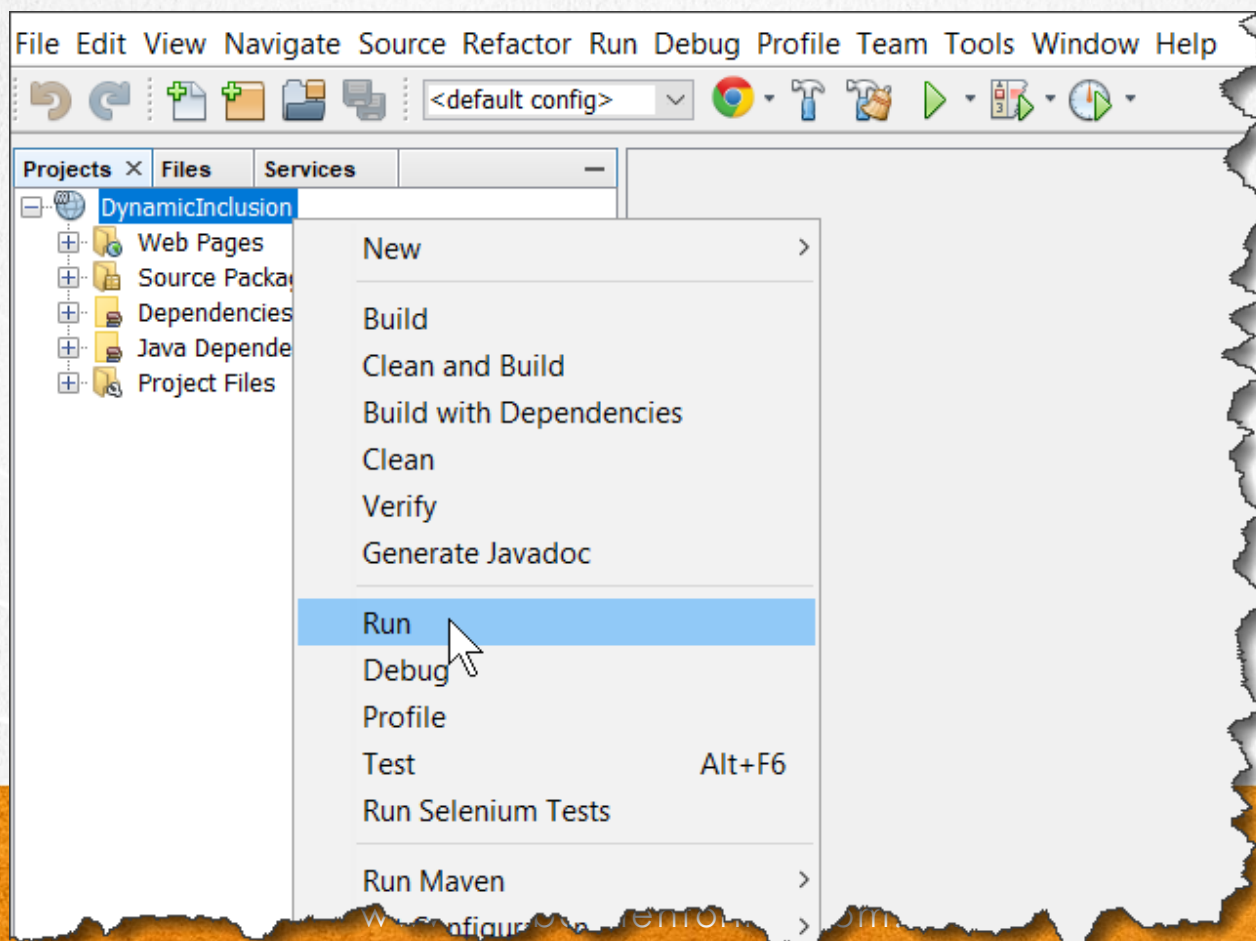 File Edit View Navigate Source Refactor Run Debug Profile Team Tools Window Help
<default config>
Projects Files Services
DynamicInclusion
Web Pages
Source Packa
Dependencies
Java Depende
Project Files
New
Build
Clean and Build
Build with Dependencies
Clean
Verify
Generate Javadoc
Run
Debug
Profile
Test Alt+F6
Run Selenium Tests
Run Maven